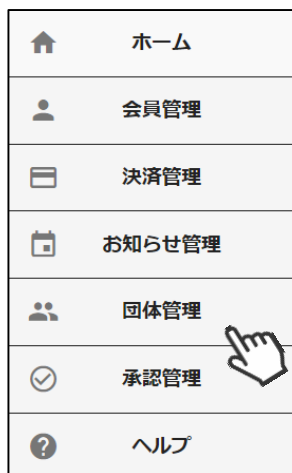 ホーム
会員管理
決済管理
お知らせ管理
団体管理
承認管理
ヘルプ